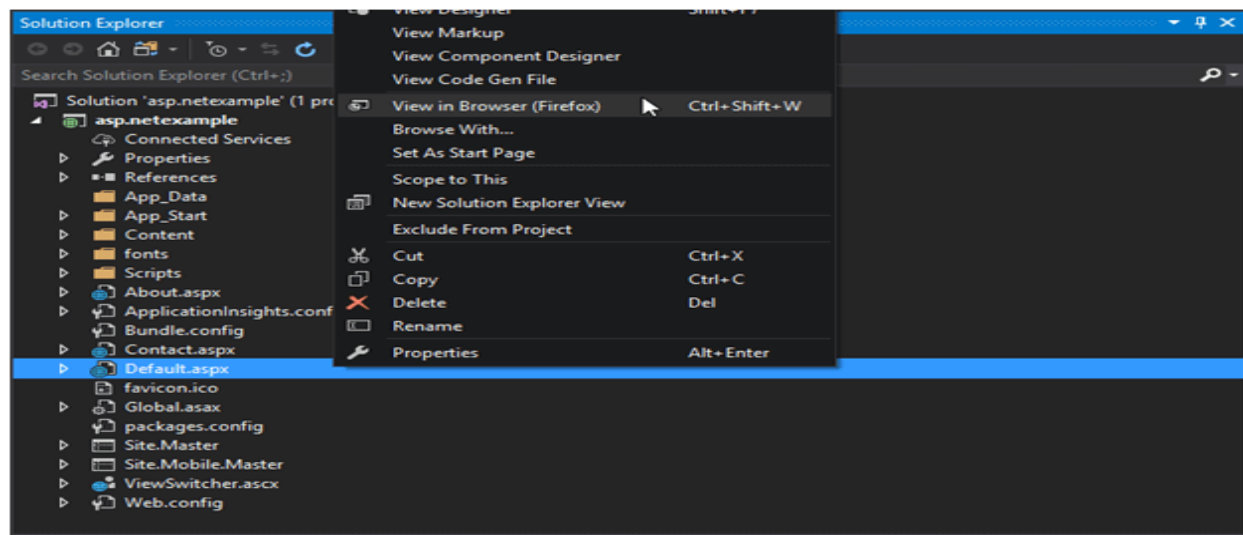 Solution Explorer
Search Solution Explorer (Ctrl+;)
Solution 'asp.netexample' (1 pro
asp.netexample
Connected Services
Properties
References
App_Data
App_Start
Content
fonts
Scripts
About.aspx
ApplicationInsights.conf
Bundle.config
Contact.aspx
Default.aspx
favicon.ico
Global.asax
packages.config
Site.Master
Site.Mobile.Master
ViewSwitcher.ascx
Web.config
View Designer Shift+F7
View Markup
View Component Designer
View Code Gen File
View in Browser (Firefox) Ctrl+Shift+W
Browse With...
Set As Start Page
Scope to This
New Solution Explorer View
Exclude From Project
Cut Ctrl+X
Copy Ctrl+C
Delete Del
Rename
Properties Alt+Enter